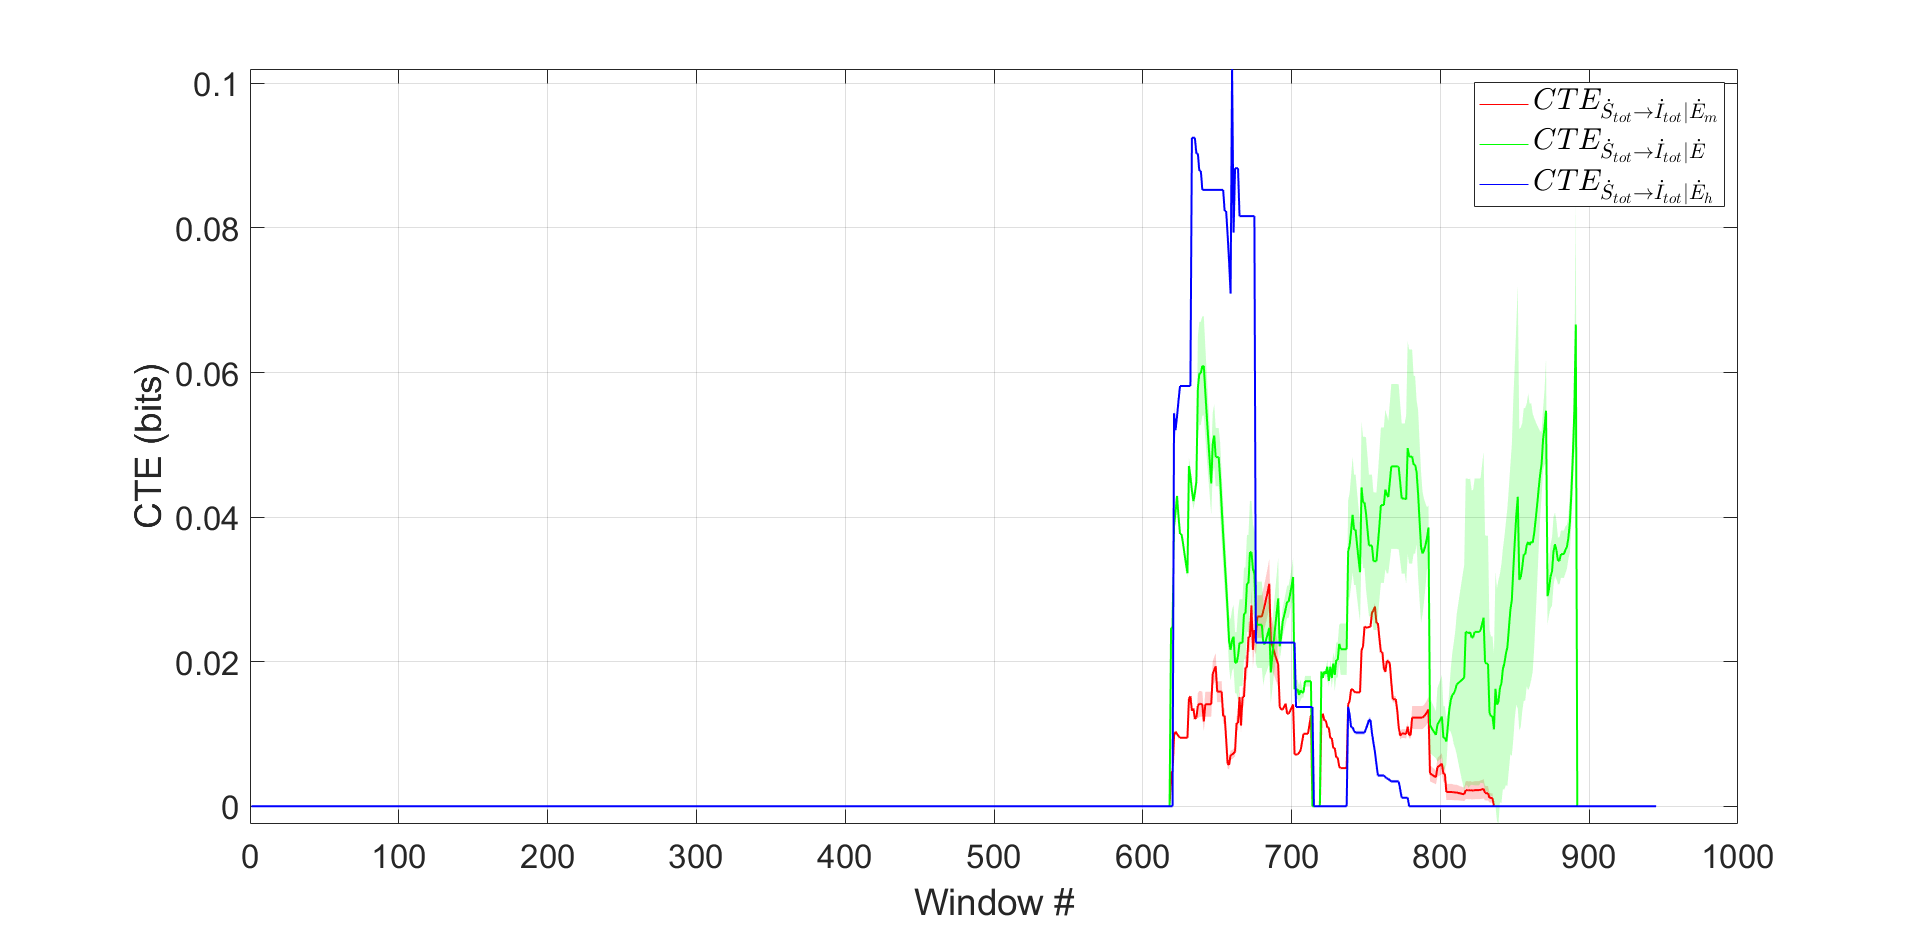 0.1
0.08
0.06
0.04
0.02
0
CTE (bits)
0 100 200 300 400 500 600 700 800 900 1000
Window #
CTE_{Ṡ_{tot}→İ_{tot}|Ė_m}
CTE_{Ṡ_{tot}→İ_{tot}|Ė}
CTE_{Ṡ_{tot}→İ_{tot}|Ė_h}